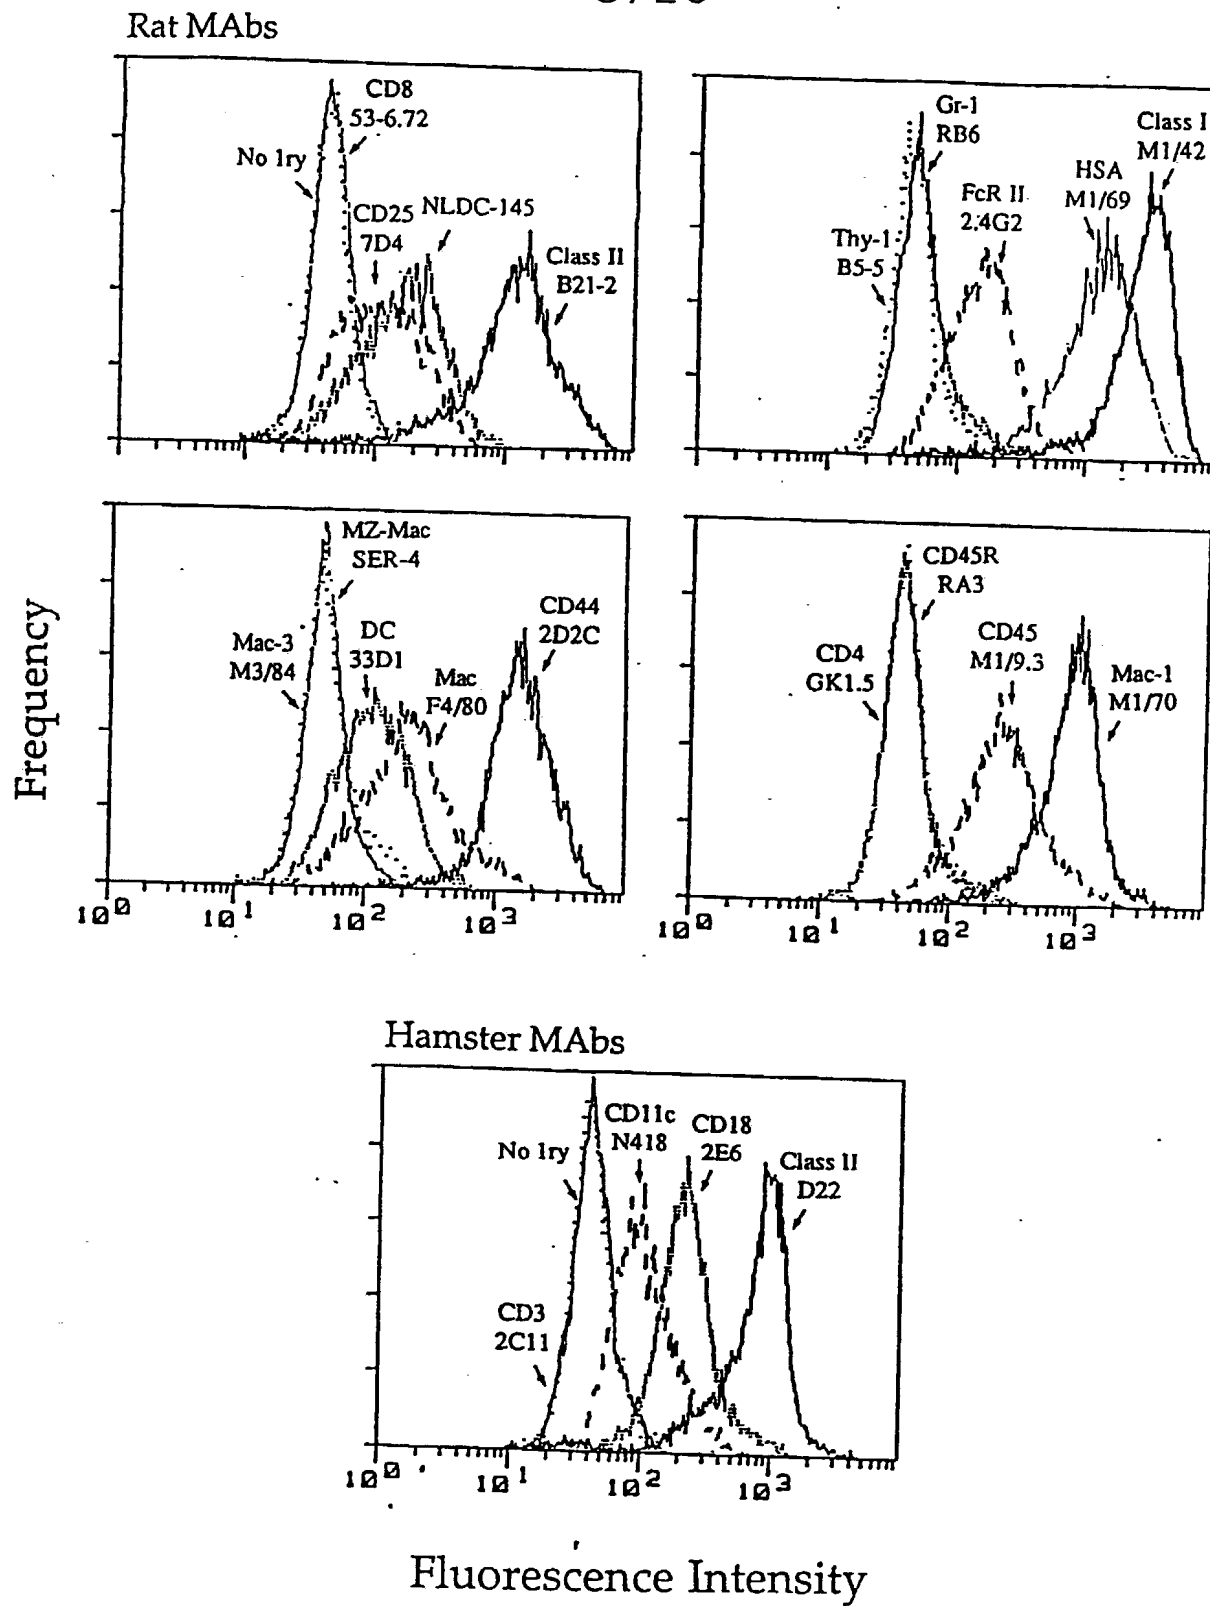 Rat MAbs
CD8
53-6.72
No 1ry
CD25
7D4
NLDC-145
Class II
B21-2
Gr-1
RB6
Class I
M1/42
HSA
M1/69
FcR II
2.4G2
Thy-1
B5-5
MZ-Mac
SER-4
Mac-3
M3/84
DC
33D1
Mac
F4/80
CD44
2D2C
CD45R
RA3
CD4
GK1.5
CD45
M1/9.3
Mac-1
M1/70
Frequency
10⁰ 10¹ 10² 10³
10⁰ 10¹ 10² 10³
Hamster MAbs
No 1ry
CD11c
N418
CD18
2E6
Class II
D22
CD3
2C11
10⁰ 10¹ 10² 10³
Fluorescence Intensity